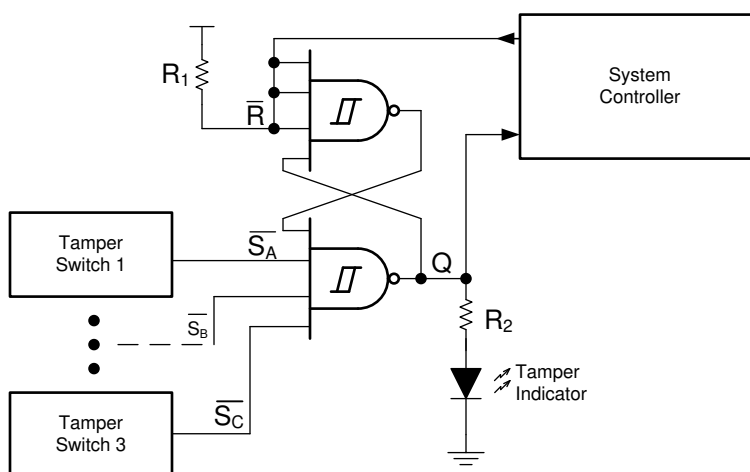 System
Controller
R1
R̅
Tamper
Switch 1
S̅A̅
Q
S̅B̅
R2
Tamper
Indicator
Tamper
Switch 3
S̅C̅